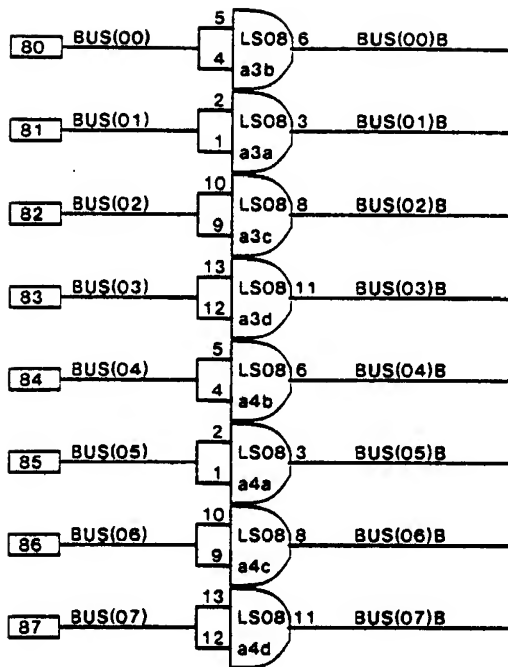 5
80 BUS(00) LS08 6 BUS(00)B
4
a3b
2
81 BUS(01) LS08 3 BUS(01)B
1
a3a
10
82 BUS(02) LS08 8 BUS(02)B
9
a3c
13
83 BUS(03) LS08 11 BUS(03)B
12
a3d
5
84 BUS(04) LS08 6 BUS(04)B
4
a4b
2
85 BUS(05) LS08 3 BUS(05)B
1
a4a
10
86 BUS(06) LS08 8 BUS(06)B
9
a4c
13
87 BUS(07) LS08 11 BUS(07)B
12
a4d